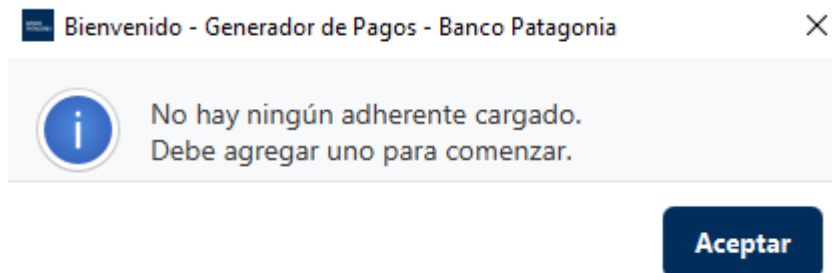 Bienvenido - Generador de Pagos - Banco Patagonia
No hay ningún adherente cargado.
Debe agregar uno para comenzar.
Aceptar